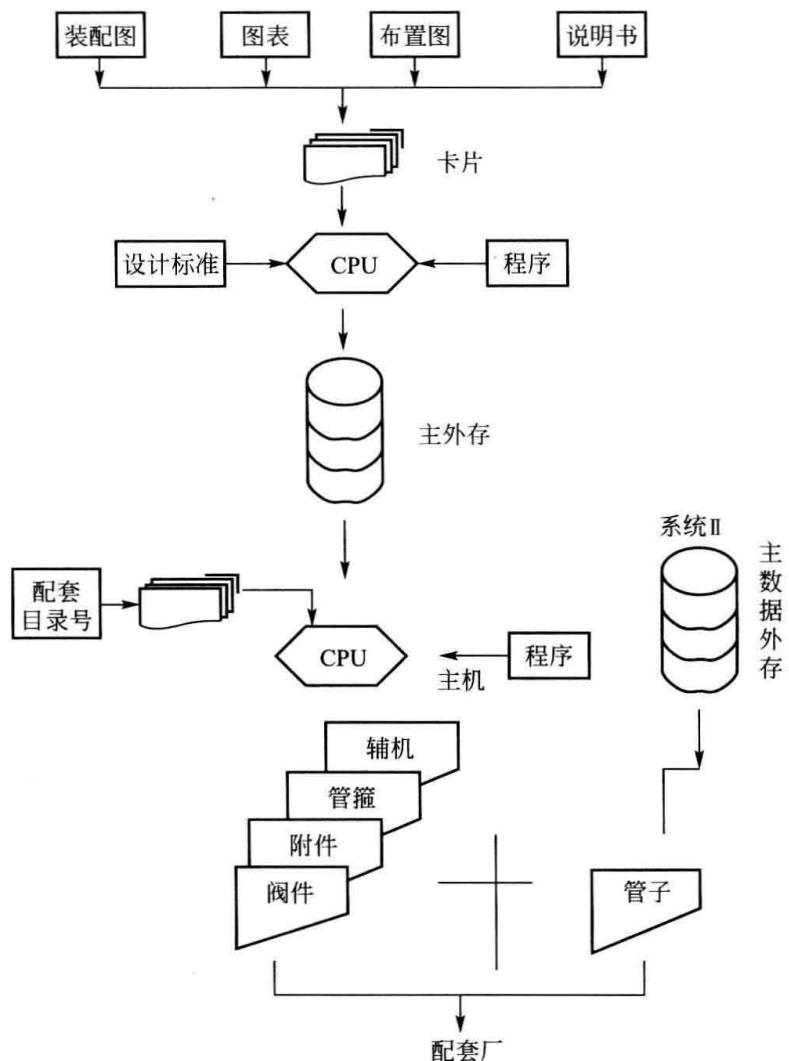 装配图
图表
布置图
说明书
卡片
设计标准
CPU
程序
主外存
系统Ⅱ
主数据外存
配套
目录号
CPU
程序
主机
辅机
管箍
附件
阀件
管子
配套厂